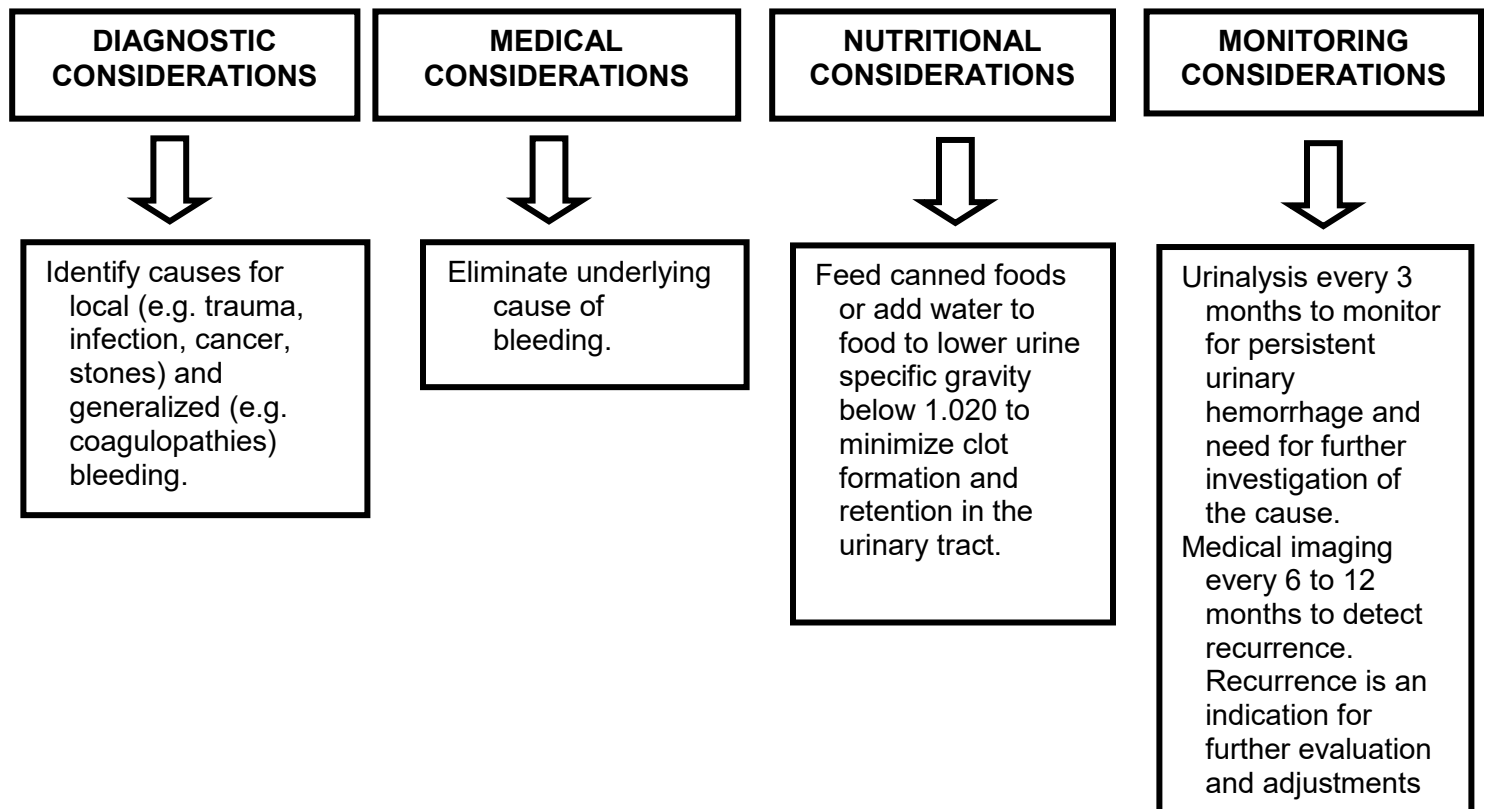 DIAGNOSTIC
CONSIDERATIONS
Identify causes for
local (e.g. trauma,
infection, cancer,
stones) and
generalized (e.g.
coagulopathies)
bleeding.
MEDICAL
CONSIDERATIONS
Eliminate underlying
cause of
bleeding.
NUTRITIONAL
CONSIDERATIONS
Feed canned foods
or add water to
food to lower urine
specific gravity
below 1.020 to
minimize clot
formation and
retention in the
urinary tract.
MONITORING
CONSIDERATIONS
Urinalysis every 3
months to monitor
for persistent
urinary
hemorrhage and
need for further
investigation of
the cause.
Medical imaging
every 6 to 12
months to detect
recurrence.
Recurrence is an
indication for
further evaluation
and adjustments